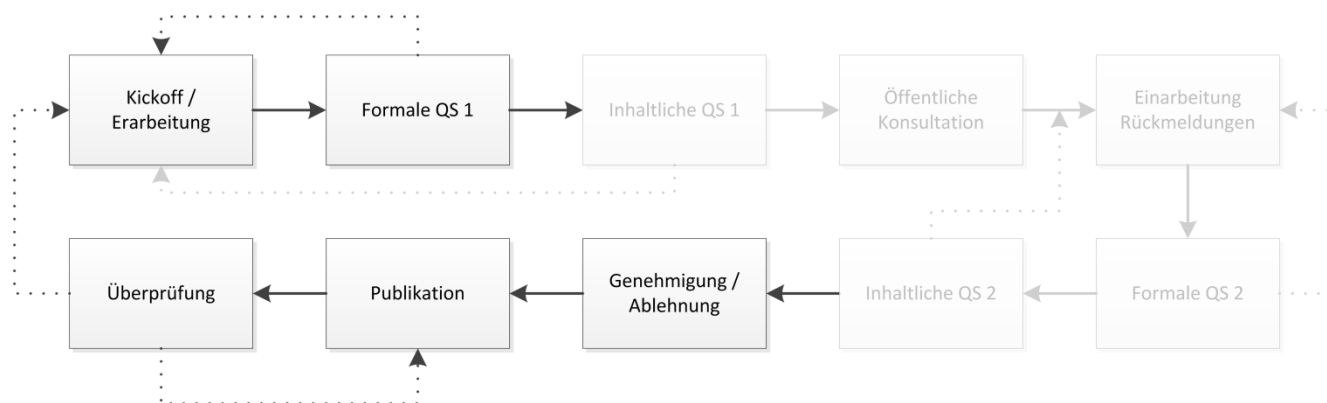 Kickoff /
Erarbeitung
Formale QS 1
Inhaltliche QS 1
Öffentliche
Konsultation
Einarbeitung
Rückmeldungen
Überprüfung
Publikation
Genehmigung /
Ablehnung
Inhaltliche QS 2
Formale QS 2